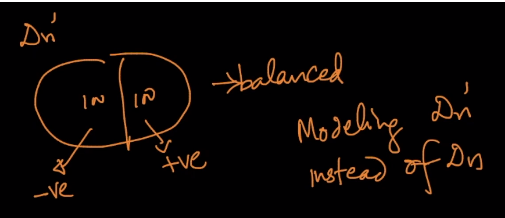 Dn'
1N 1N
→balanced
-ve
+ve
Modeling Dn'
instead of Dn